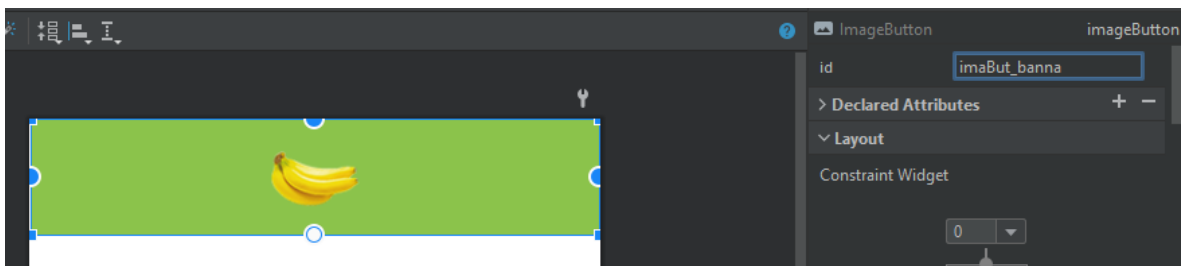 ImageButton imageButton
id imaBut_banna
Declared Attributes
Layout
Constraint Widget
0